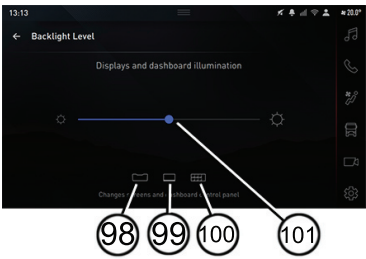 13:13
20.0°
Backlight Level
Displays and dashboard illumination
Changes screens and dashboard control panel
98
99
100
101